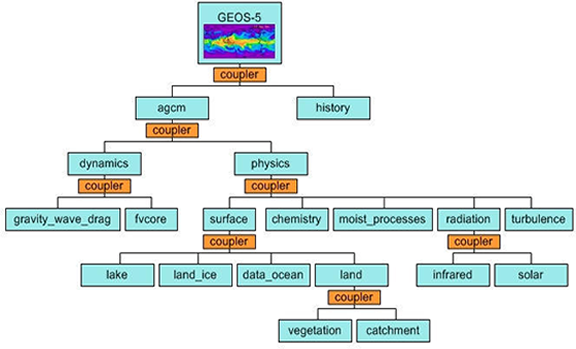 GEOS-5
coupler
agcm
history
coupler
dynamics
physics
coupler
coupler
gravity_wave_drag
fvcore
surface
chemistry
moist_processes
radiation
turbulence
coupler
coupler
lake
land_ice
data_ocean
land
infrared
solar
coupler
vegetation
catchment